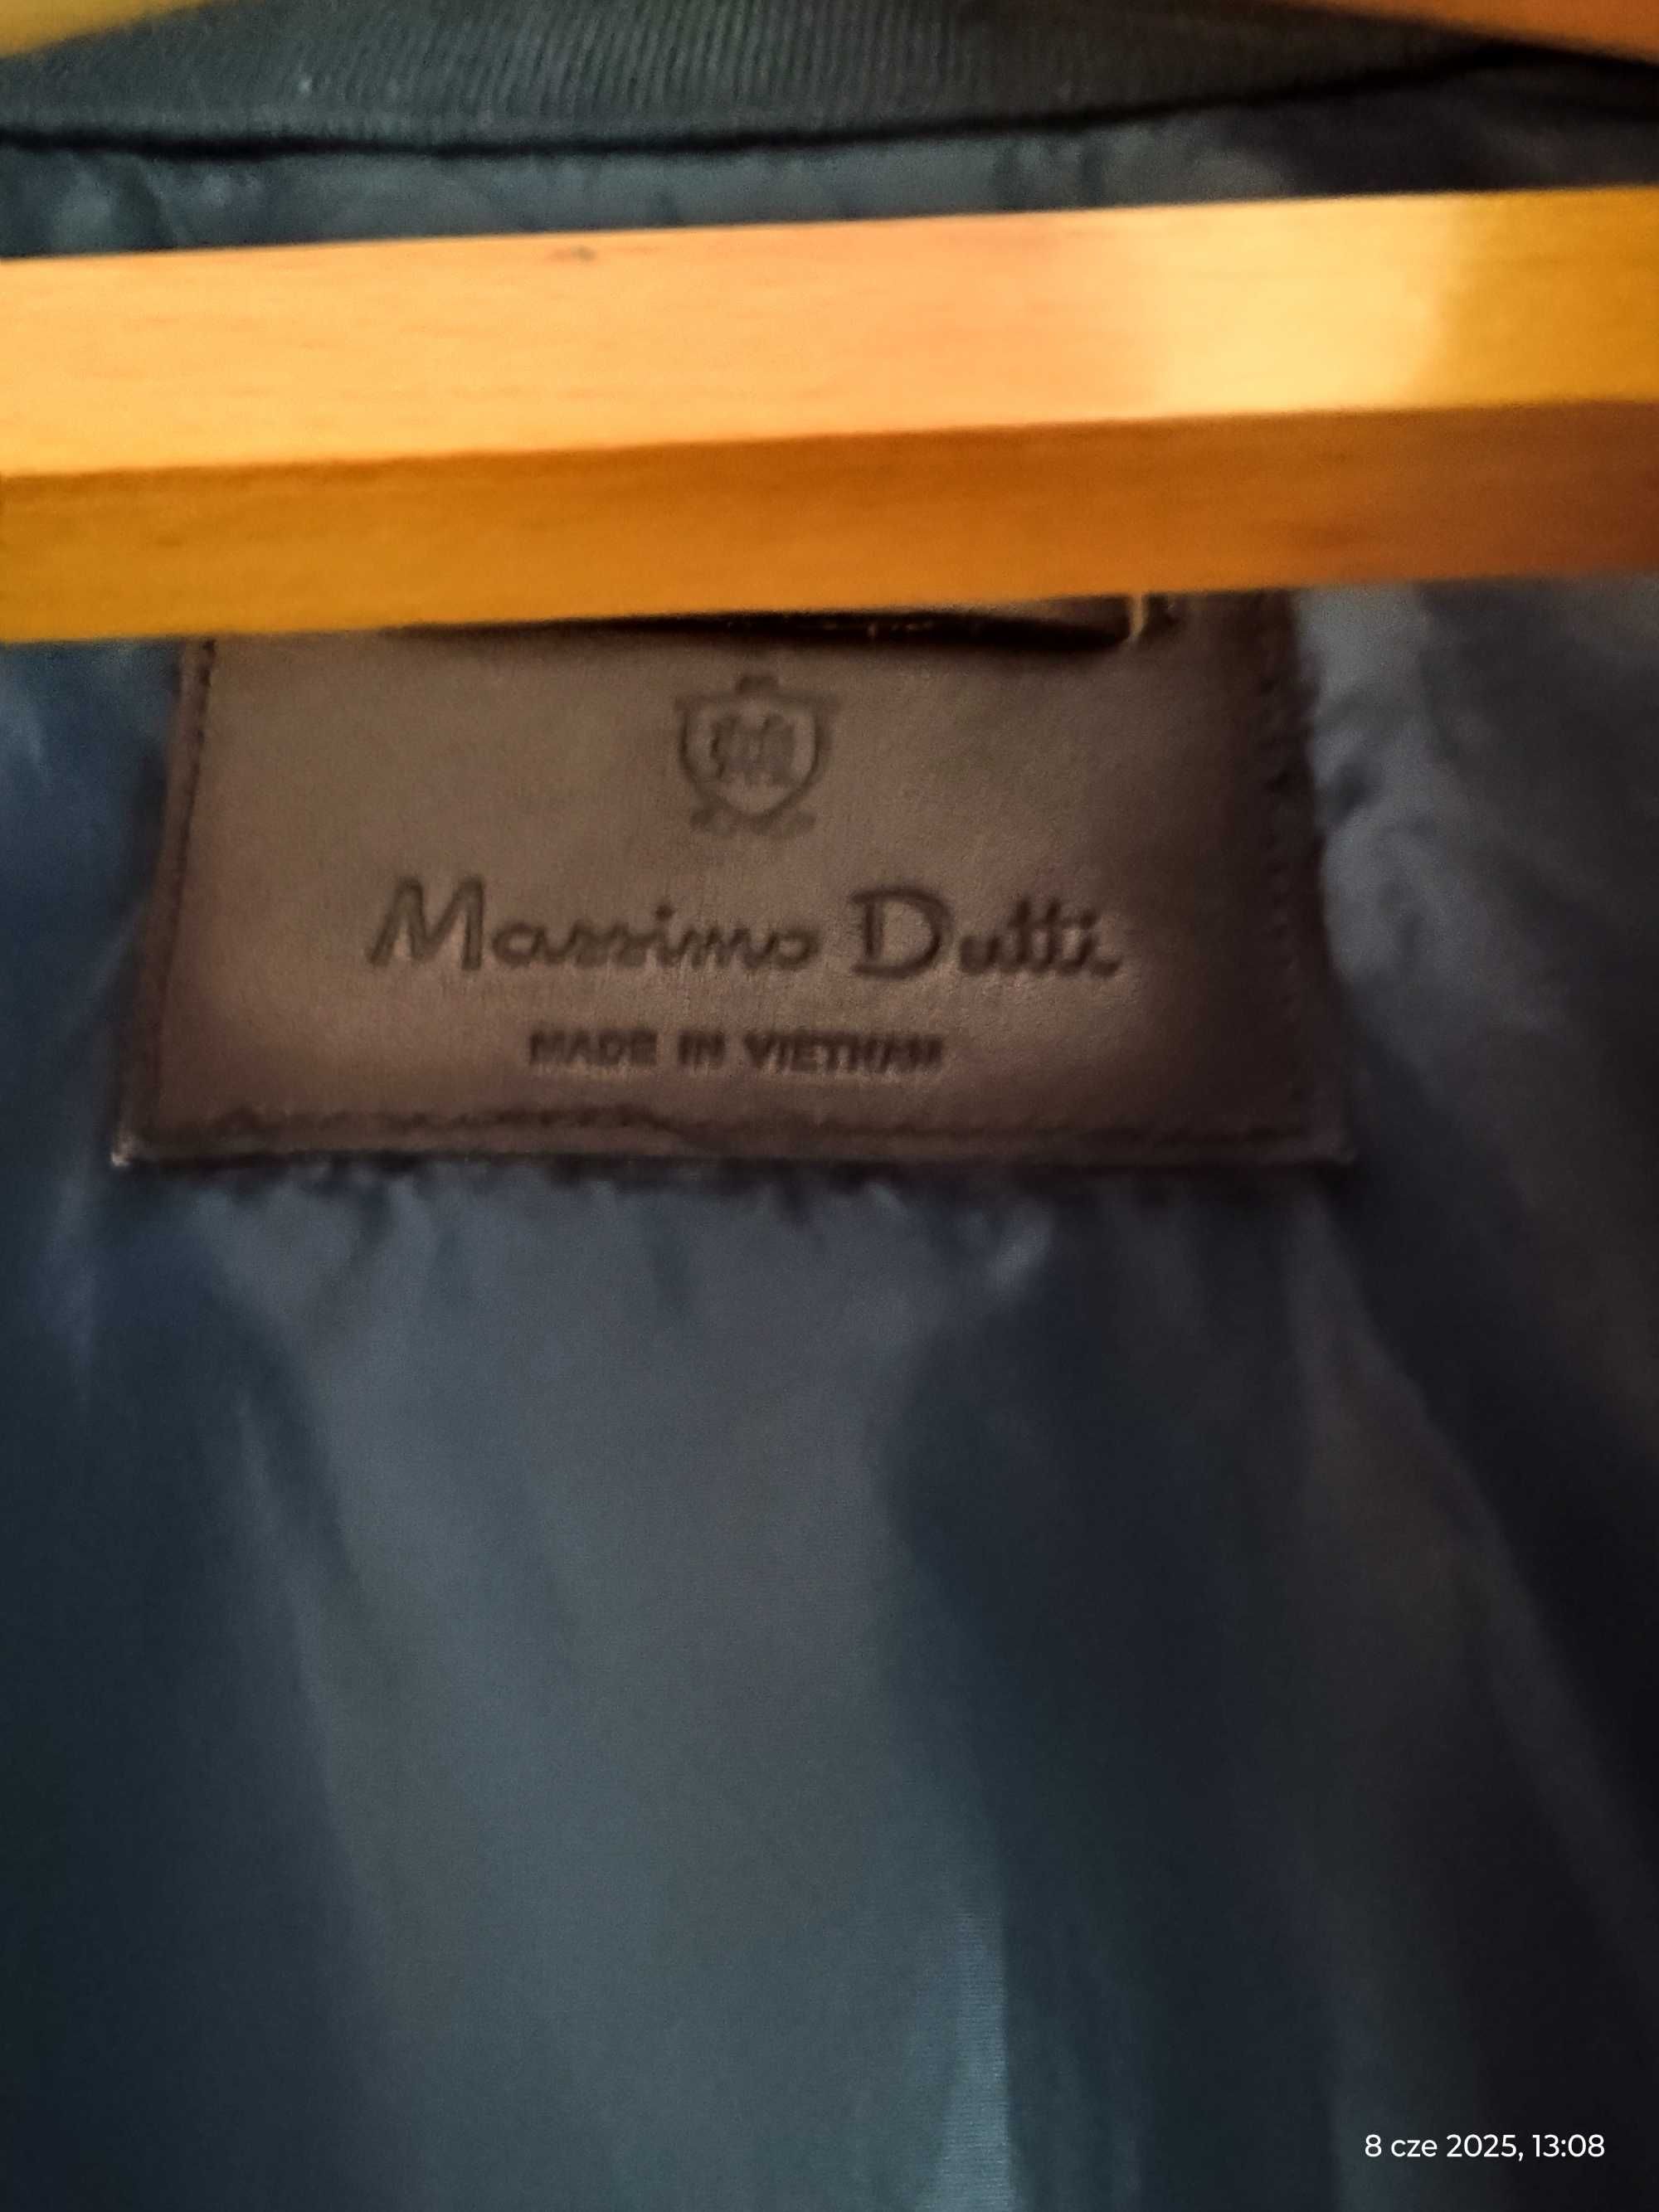 Massimo Dutti
MADE IN VIETNAM
8 cze 2025, 13:08